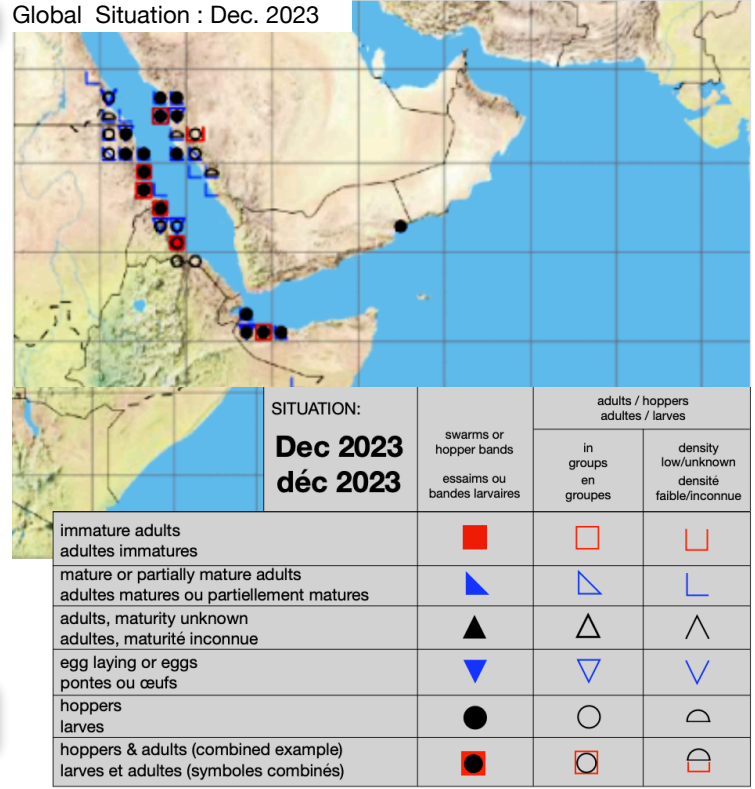 Global Situation : Dec. 2023
SITUATION:
Dec 2023
déc 2023
swarms or
hopper bands
essaims ou
bandes larvaires
adults / hoppers
adultes / larves
in
groups
en
groupes
density
low/unknown
densité
faible/inconnue
immature adults
adultes immatures
mature or partially mature adults
adultes matures ou partiellement matures
adults, maturity unknown
adultes, maturité inconnue
egg laying or eggs
pontes ou œufs
hoppers
larves
hoppers & adults (combined example)
larves et adultes (symboles combinés)